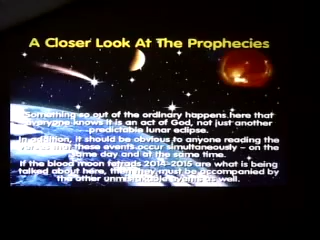 A Closer Look At The Prophecies
Something so out of the ordinary happens here that
everyone knows it is an act of God, not just another
predictable lunar eclipse.
In addition, it should be obvious to anyone reading the
verses that these events occur simultaneously – on the
same day and at the same time.
If the blood moon tetrads 2014-2015 are what is being
talked about here, then they must be accompanied by
the other unmistakable events as well.